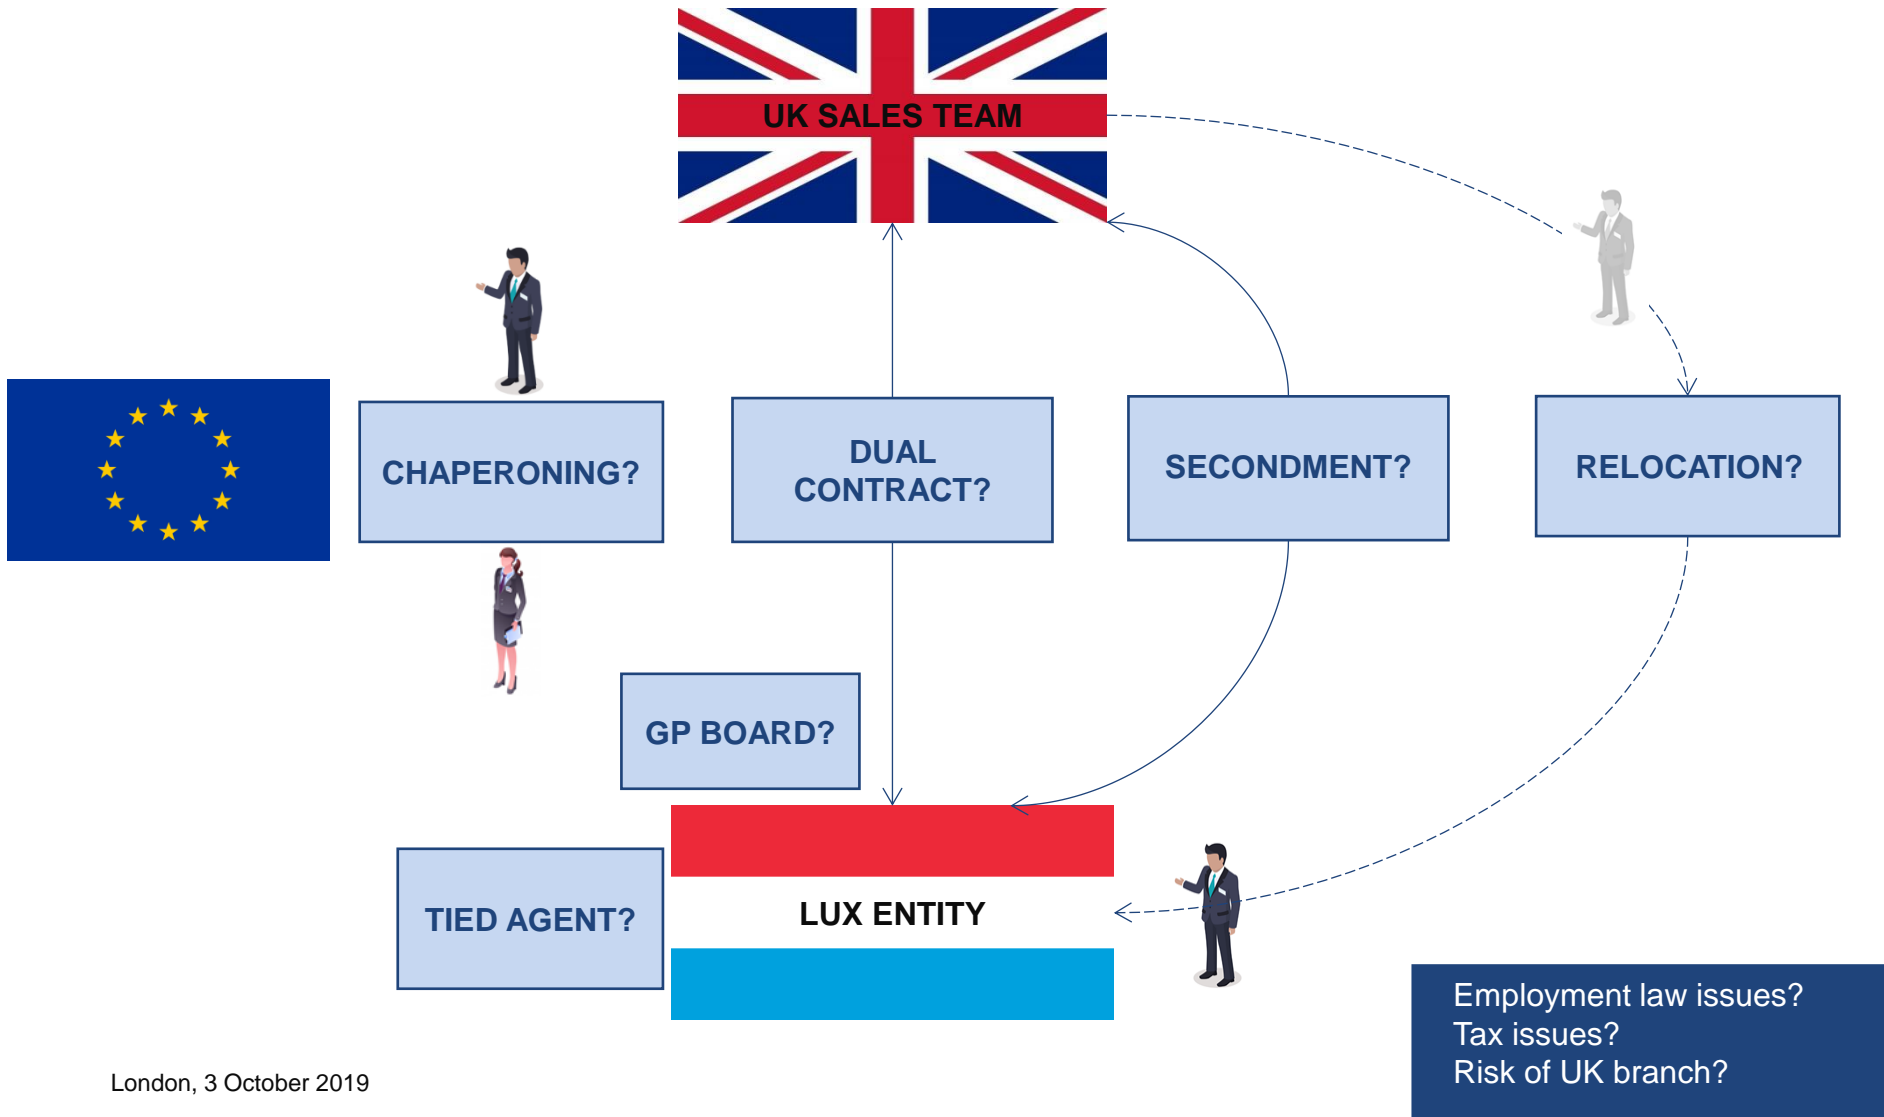 UK SALES TEAM
CHAPERONING?
DUAL
CONTRACT?
SECONDMENT?
RELOCATION?
GP BOARD?
TIED AGENT?
LUX ENTITY
Employment law issues?
Tax issues?
Risk of UK branch?
London, 3 October 2019